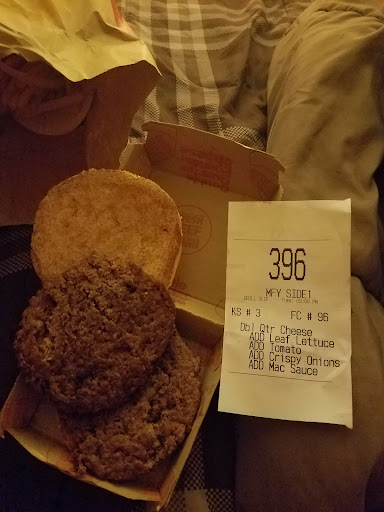 396
MFY SIDE1
KS # 3 FC # 96
Dbl Qtr Cheese
ADD Leaf Lettuce
ADD Tomato
ADD Crispy Onions
ADD Mac Sauce